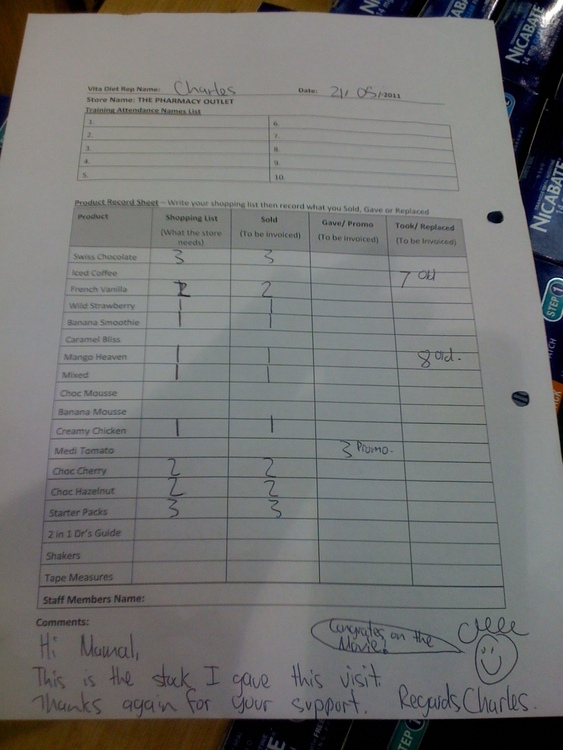 NICABATE
Vita Diet Rep Name: Charles Date: 21/05/2011
Store Name: THE PHARMACY OUTLET
Training Attendance Names List
1. 6.
2. 7.
3. 8.
4. 9.
5. 10.
Product Record Sheet – Write your shopping list then record what you Sold, Gave or Replaced
Product Shopping List Sold Gave/ Promo Took/ Replaced
(What the store needs) (To be invoiced) (To be invoiced) (To be invoiced)
Swiss Chocolate 3 3
Iced Coffee 7 old
French Vanilla 2 2
Wild Strawberry 1 1
Banana Smoothie 1 1
Caramel Bliss
Mango Heaven 1 1 8 old.
Mixed 1 1
Choc Mousse
Banana Mousse
Creamy Chicken 1 1
Medi Tomato 3 Promo.
Choc Cherry 2 2
Choc Hazelnut 2 2
Starter Packs 3 3
2 in 1 Dr's Guide
Shakers
Tape Measures
Staff Members Name:
Comments:
Congrates on the
Movie!
Hi
This is the stock I gave this visit.
Thanks again for your support. Regards Charles.
NICABATE
STEP 1
STEP 1